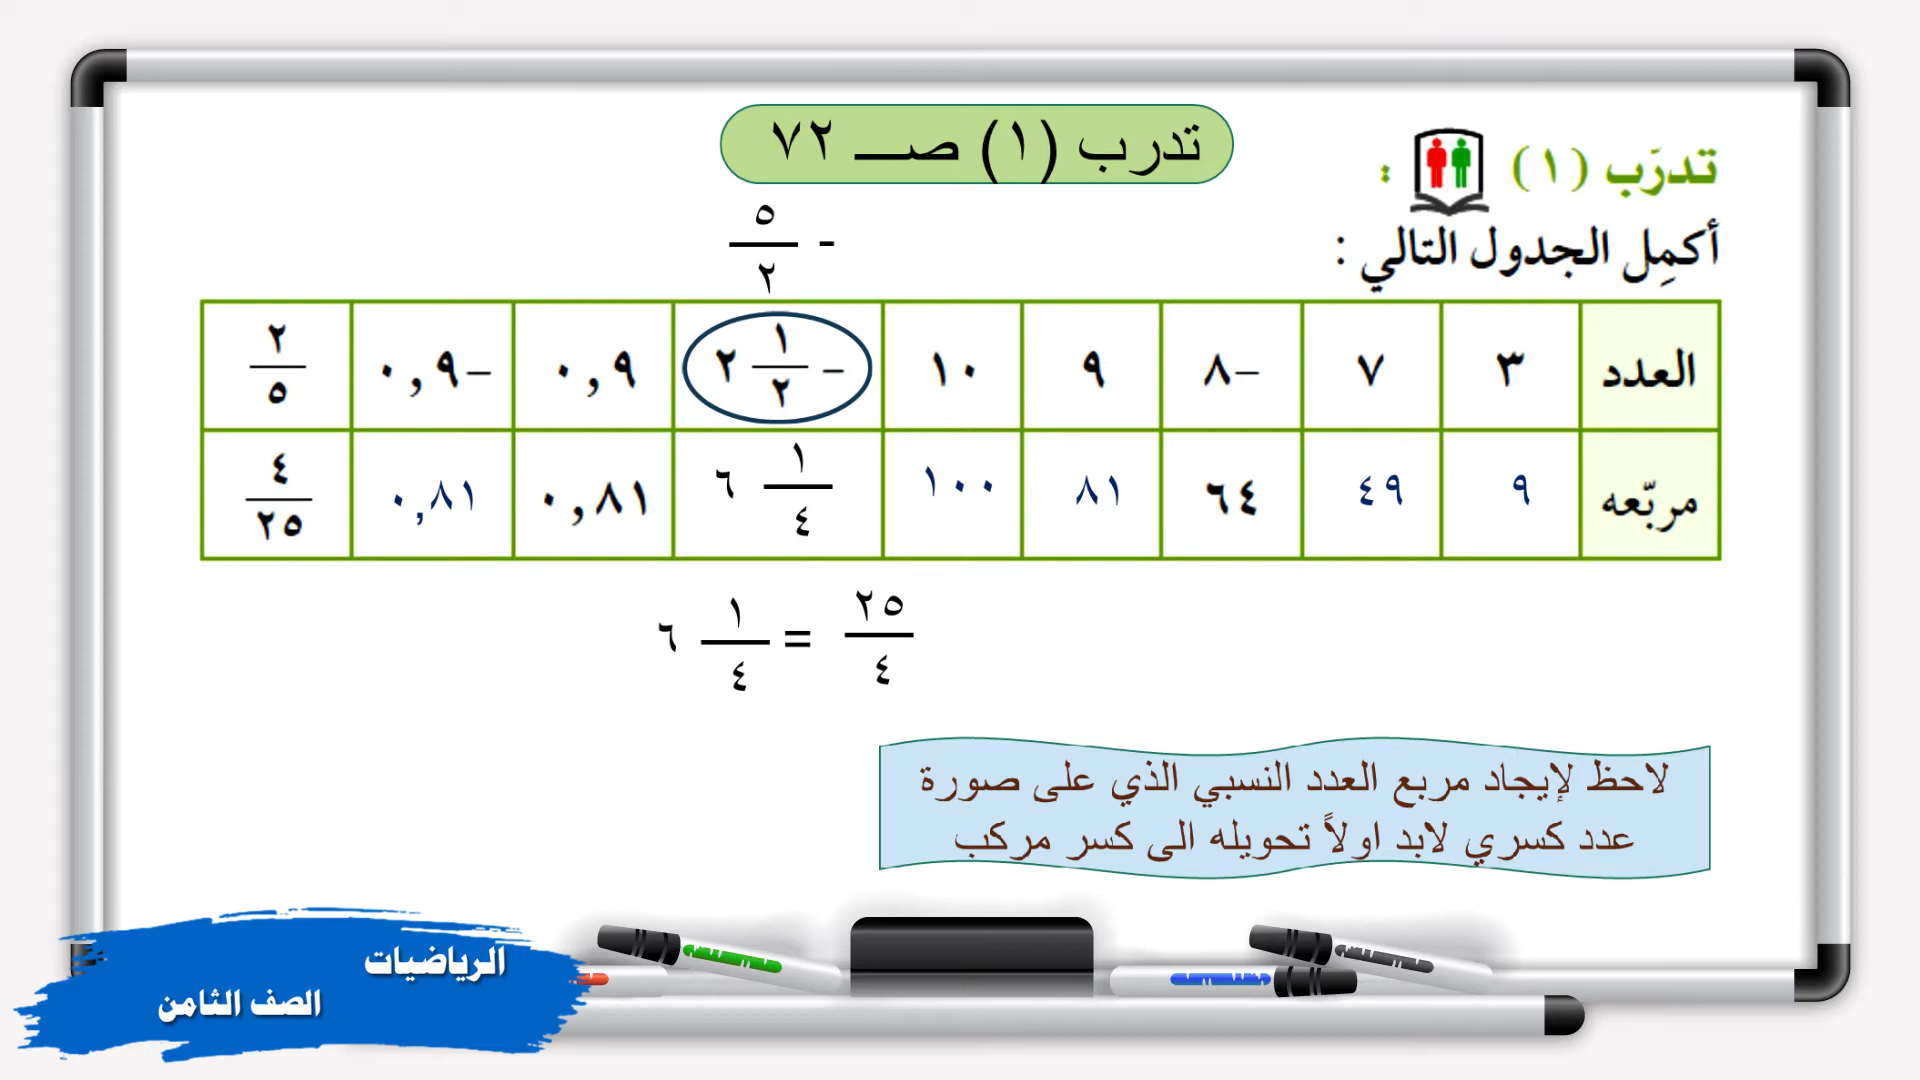 تدرب (١) صـــ ٧٢
تدرَب (١) :
أكمِل الجدول التالي :
- ٥/٢
العدد ٣ ٧ –٨ ٩ ١٠ – ٢ ١/٢ ٠,٩ –٠,٩ ٢/٥
مربّعه ٩ ٤٩ ٦٤ ٨١ ١٠٠ ٦ ١/٤ ٠,٨١ ٠,٨١ ٤/٢٥
٢٥/٤ = ٦ ١/٤
لاحظ لإيجاد مربع العدد النسبي الذي على صورة
عدد كسري لابد اولاً تحويله الى كسر مركب
الرياضيات
الصف الثامن